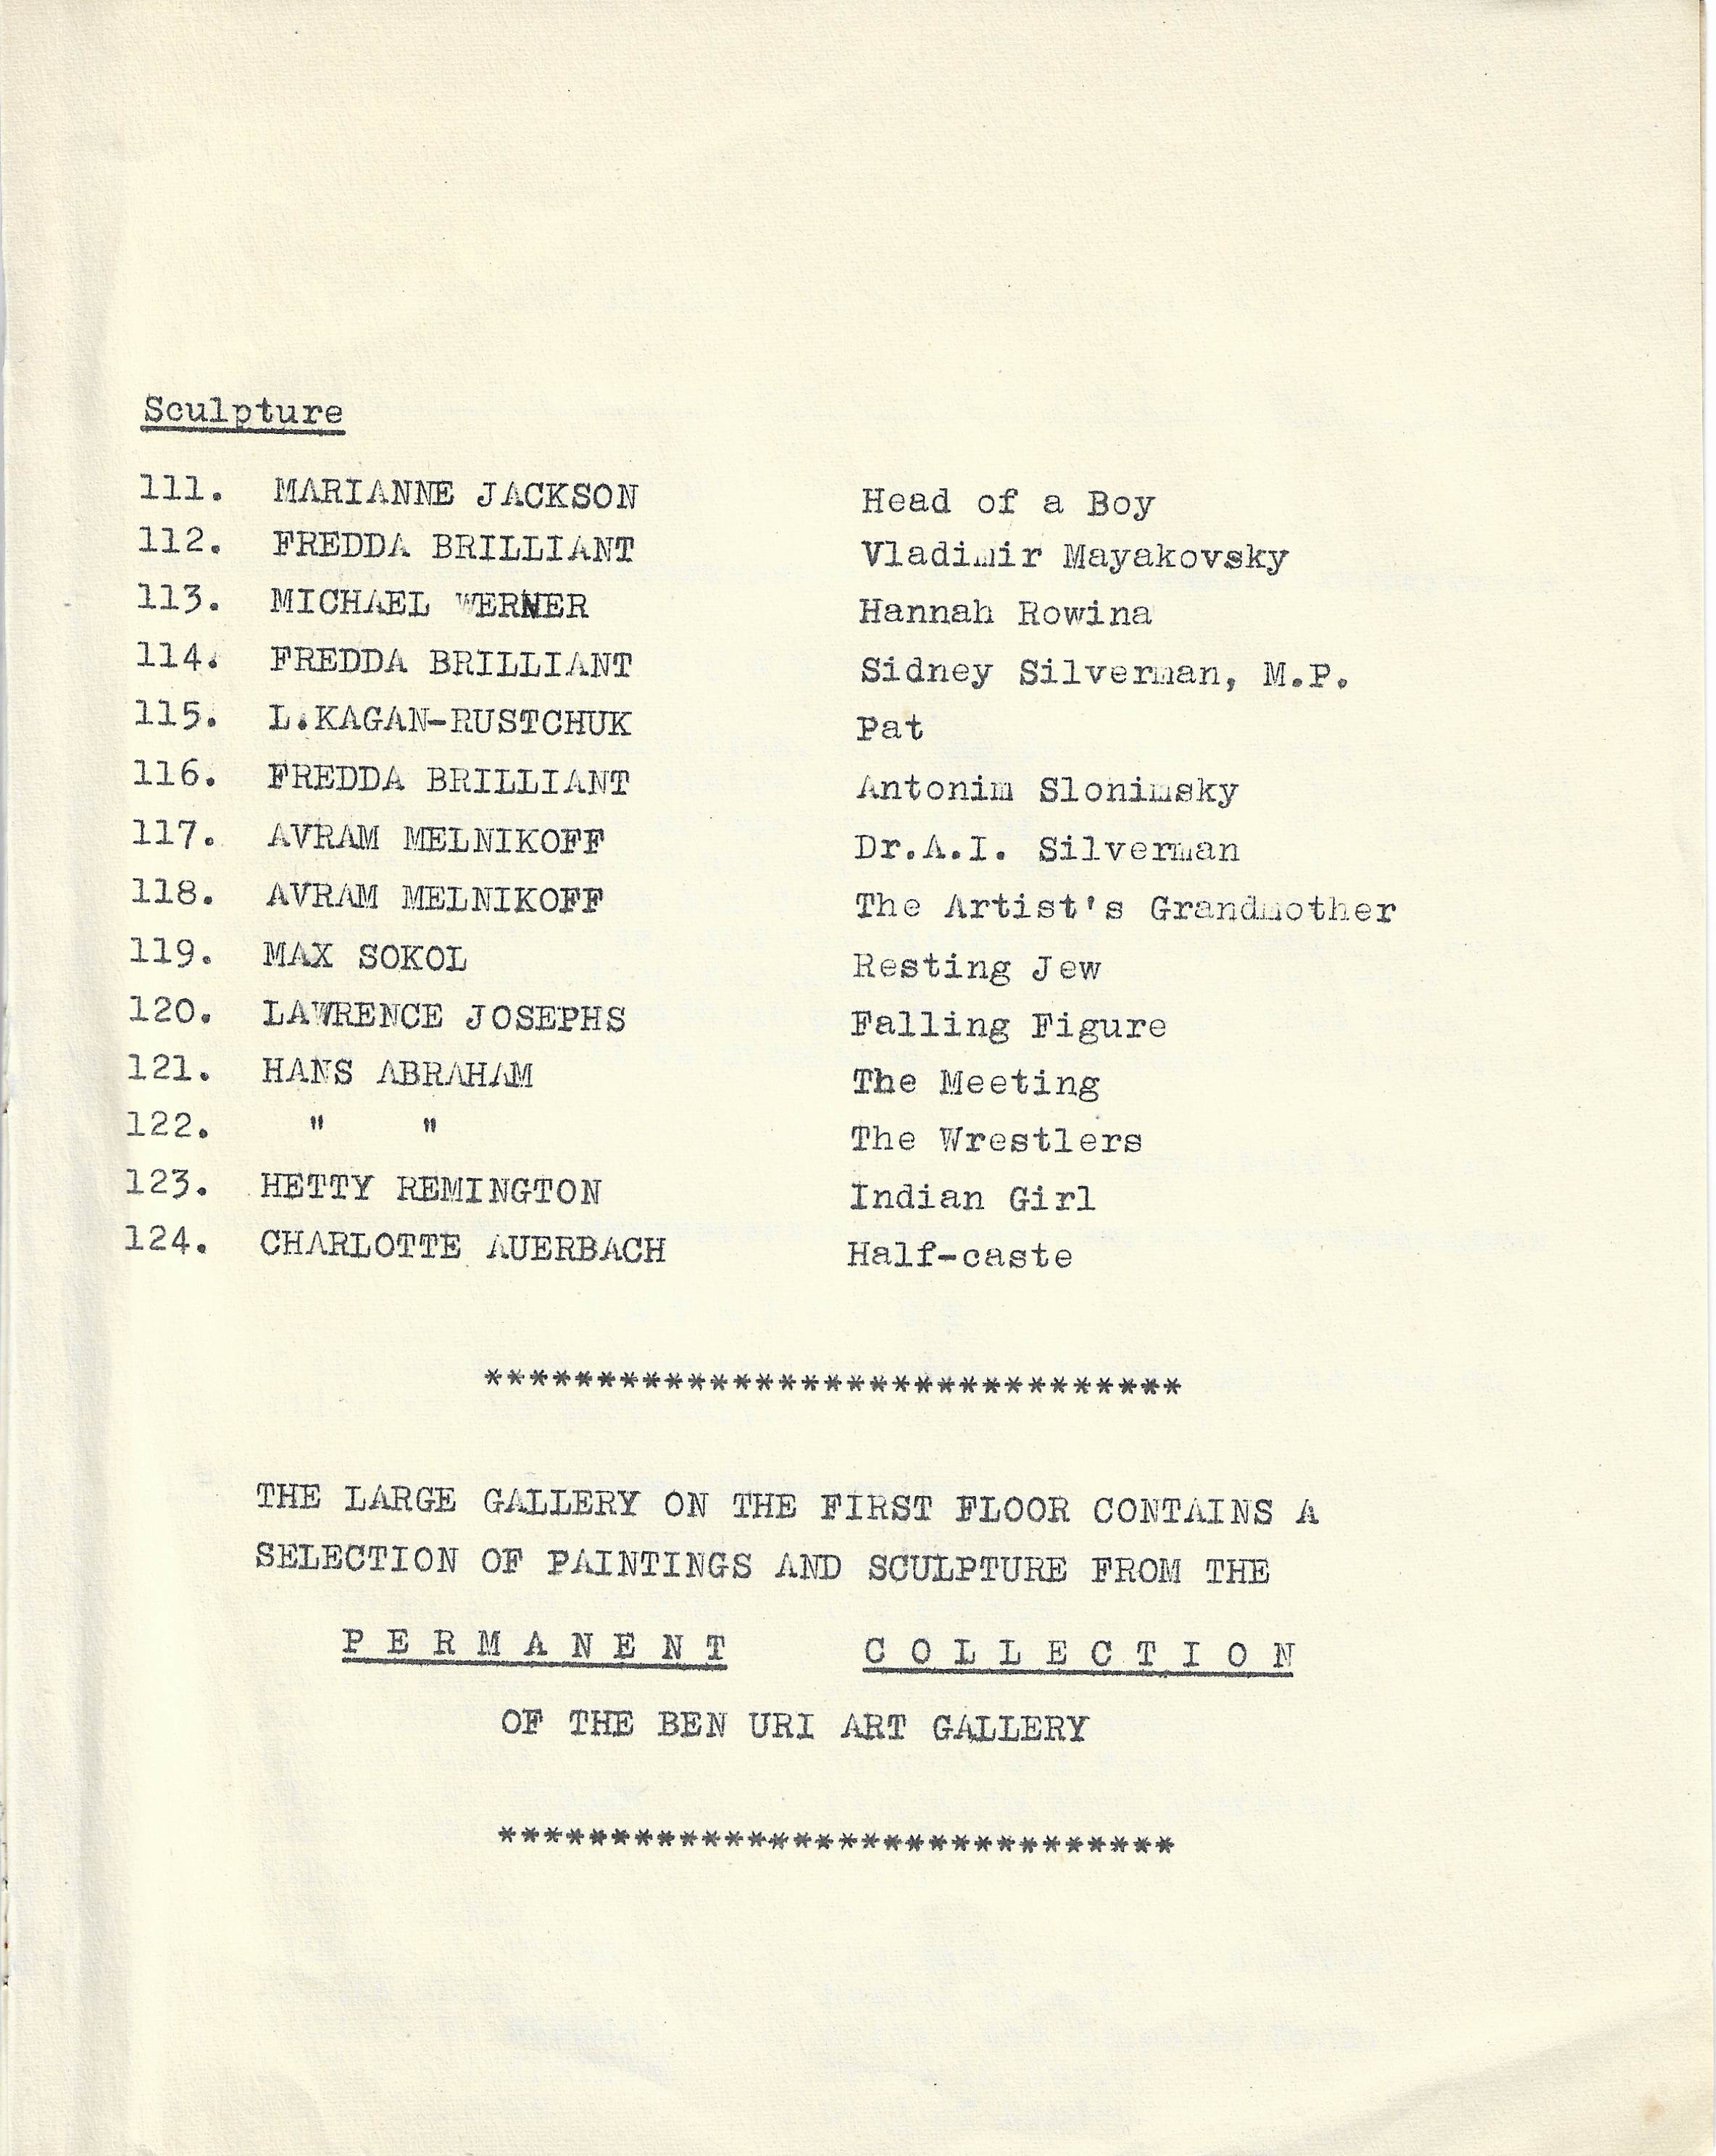 Sculpture
111. MARIANNE JACKSON Head of a Boy
112. FREDDA BRILLIANT Vladimir Mayakovsky
113. MICHAEL WERNER Hannah Rowina
114. FREDDA BRILLIANT Sidney Silverman, M.P.
115. L.KAGAN-RUSTCHUK Pat
116. FREDDA BRILLIANT Antonim Slonimsky
117. AVRAM MELNIKOFF Dr.A.I. Silverman
118. AVRAM MELNIKOFF The Artist's Grandmother
119. MAX SOKOL Resting Jew
120. LAWRENCE JOSEPHS Falling Figure
121. HANS ABRAHAM The Meeting
122. " " The Wrestlers
123. HETTY REMINGTON Indian Girl
124. CHARLOTTE AUERBACH Half-caste
*******************************
THE LARGE GALLERY ON THE FIRST FLOOR CONTAINS A
SELECTION OF PAINTINGS AND SCULPTURE FROM THE
P E R M A N E N T C O L L E C T I O N
OF THE BEN URI ART GALLERY
******************************